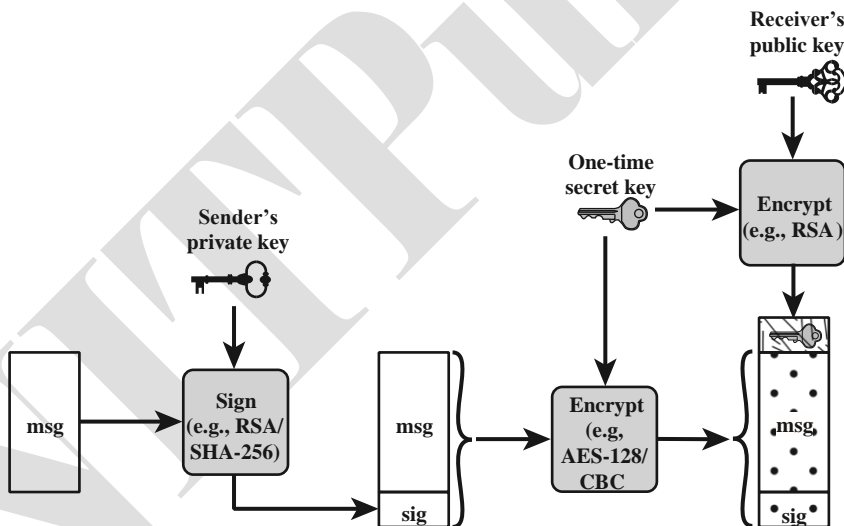 Receiver's
public key
One-time
secret key
Encrypt
(e.g., RSA)
Sender's
private key
msg
Sign
(e.g., RSA/
SHA-256)
msg
sig
Encrypt
(e.g,
AES-128/
CBC
msg
sig